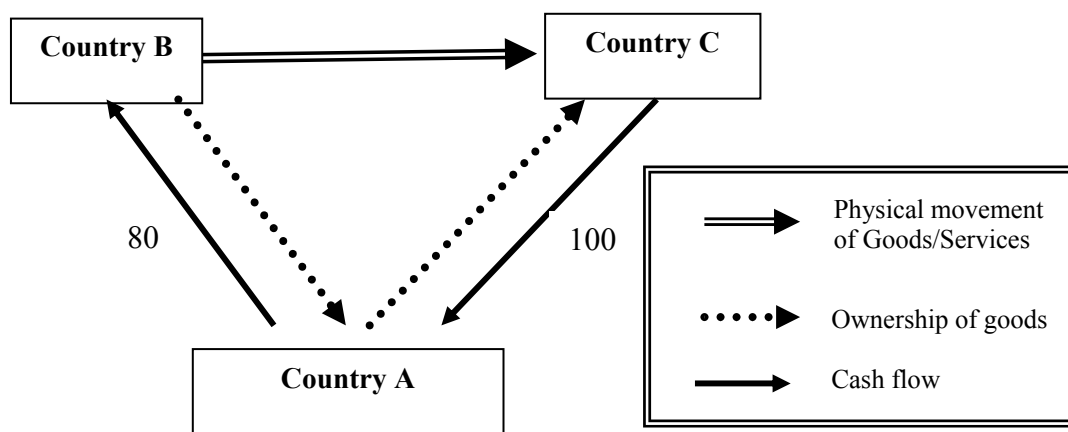 Country B
Country C
80
100
Country A
Physical movement
of Goods/Services
Ownership of goods
Cash flow